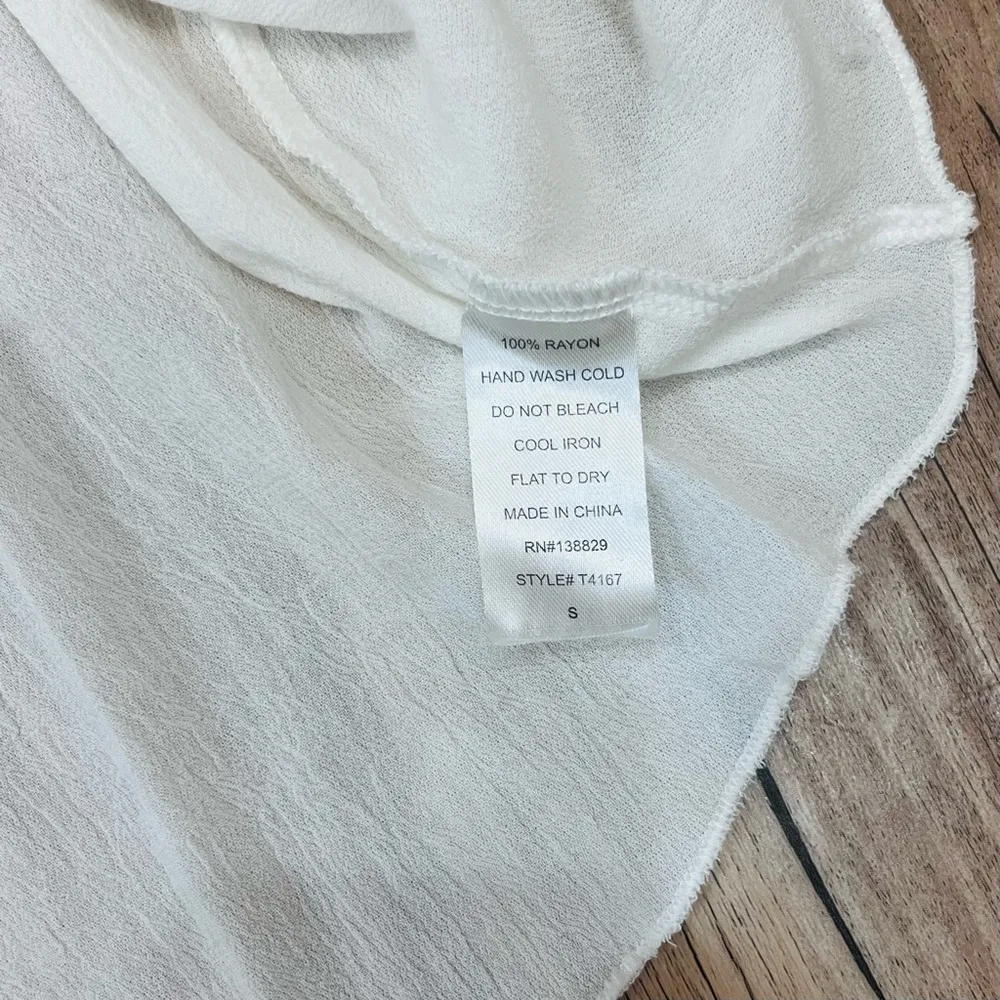 100% RAYON
HAND WASH COLD
DO NOT BLEACH
COOL IRON
FLAT TO DRY
MADE IN CHINA
RN#138829
STYLE# T4167
S